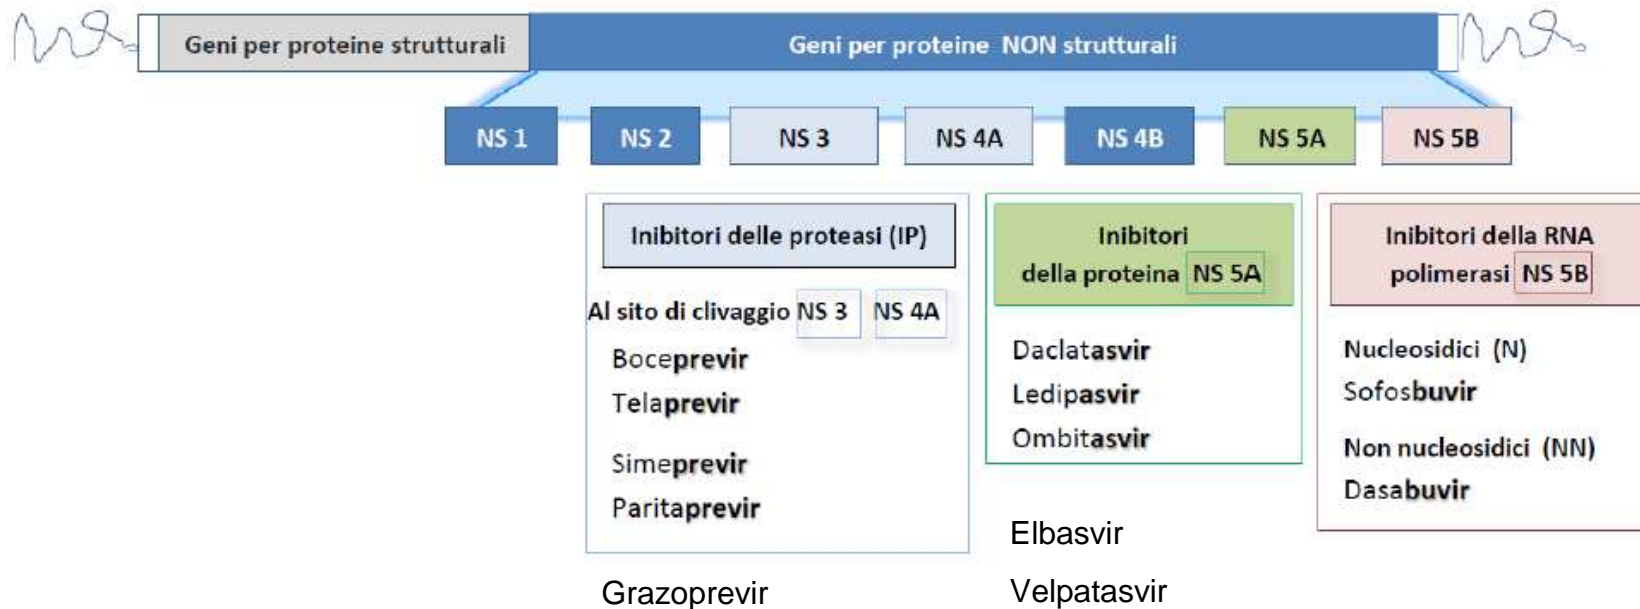 Geni per proteine strutturali
Geni per proteine NON strutturali
NS 1
NS 2
NS 3
NS 4A
NS 4B
NS 5A
NS 5B
Inibitori delle proteasi (IP)
Al sito di clivaggio NS 3 NS 4A
Boceprevir
Telaprevir
Simeprevir
Paritaprevir
Grazoprevir
Inibitori
della proteina NS 5A
Daclatasvir
Ledipasvir
Ombitasvir
Elbasvir
Velpatasvir
Inibitori della RNA
polimerasi NS 5B
Nucleosidici (N)
Sofosbuvir
Non nucleosidici (NN)
Dasabuvir